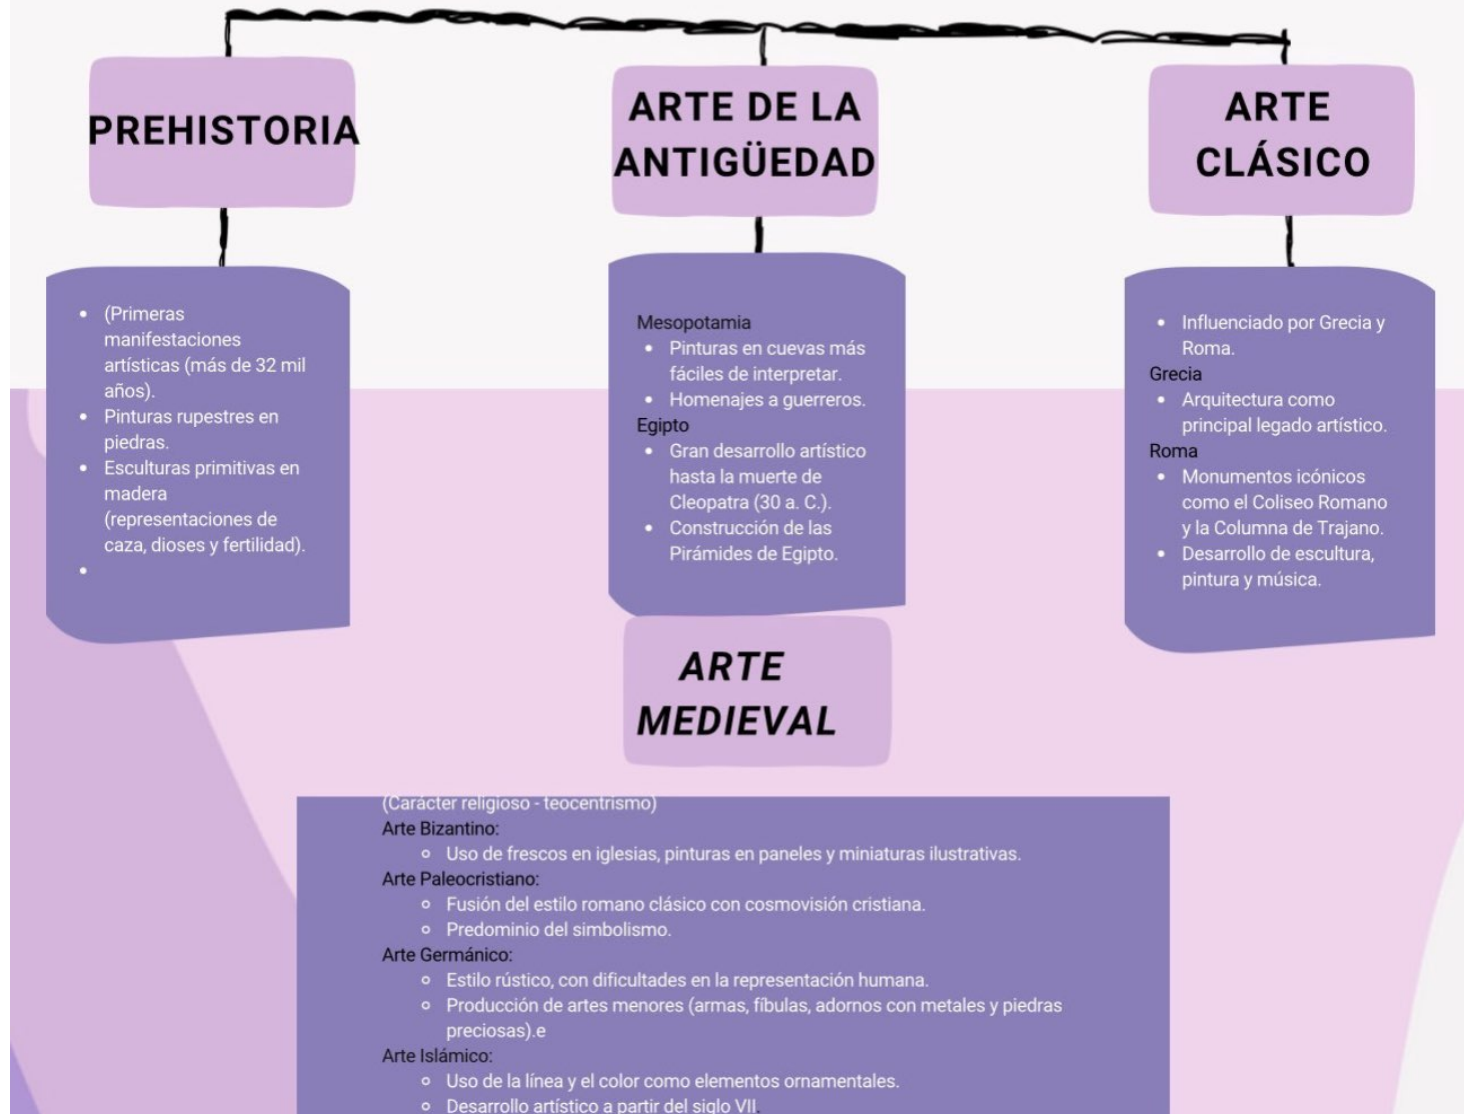 PREHISTORIA
• (Primeras
manifestaciones
artísticas (más de 32 mil
años).
• Pinturas rupestres en
piedras.
• Esculturas primitivas en
madera
(representaciones de
caza, dioses y fertilidad).
•
ARTE DE LA
ANTIGÜEDAD
Mesopotamia
• Pinturas en cuevas más
fáciles de interpretar.
• Homenajes a guerreros.
Egipto
• Gran desarrollo artístico
hasta la muerte de
Cleopatra (30 a. C.).
• Construcción de las
Pirámides de Egipto.
ARTE
CLÁSICO
• Influenciado por Grecia y
Roma.
Grecia
• Arquitectura como
principal legado artístico.
Roma
• Monumentos icónicos
como el Coliseo Romano
y la Columna de Trajano.
• Desarrollo de escultura,
pintura y música.
ARTE
MEDIEVAL
(Carácter religioso - teocentrismo)
Arte Bizantino:
◦ Uso de frescos en iglesias, pinturas en paneles y miniaturas ilustrativas.
Arte Paleocristiano:
◦ Fusión del estilo romano clásico con cosmovisión cristiana.
◦ Predominio del simbolismo.
Arte Germánico:
◦ Estilo rústico, con dificultades en la representación humana.
◦ Producción de artes menores (armas, fíbulas, adornos con metales y piedras
preciosas).e
Arte Islámico:
◦ Uso de la línea y el color como elementos ornamentales.
◦ Desarrollo artístico a partir del siglo VII.